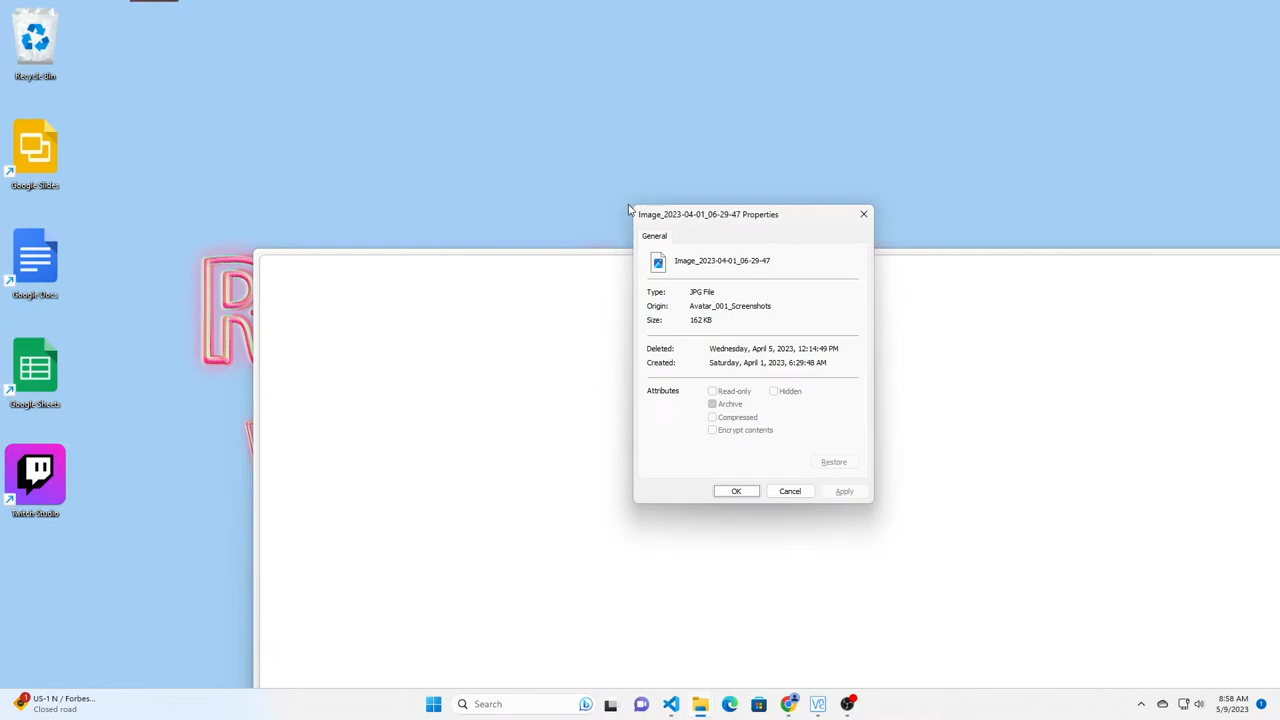 Recycle Bin
Google Slides
Google Docs
Google Sheets
Twitch Studio
R
Image_2023-04-01_06-29-47 Properties
General
Image_2023-04-01_06-29-47
Type: JPG File
Origin: Avatar_001_Screenshots
Size: 162 KB
Deleted: Wednesday, April 5, 2023, 12:14:49 PM
Created: Saturday, April 1, 2023, 6:29:48 AM
Attributes Read-only Hidden
Archive
Compressed
Encrypt contents
Restore
OK Cancel Apply
1 US-1 N / Forbes...
Closed road
Search
8:58 AM
5/9/2023
1